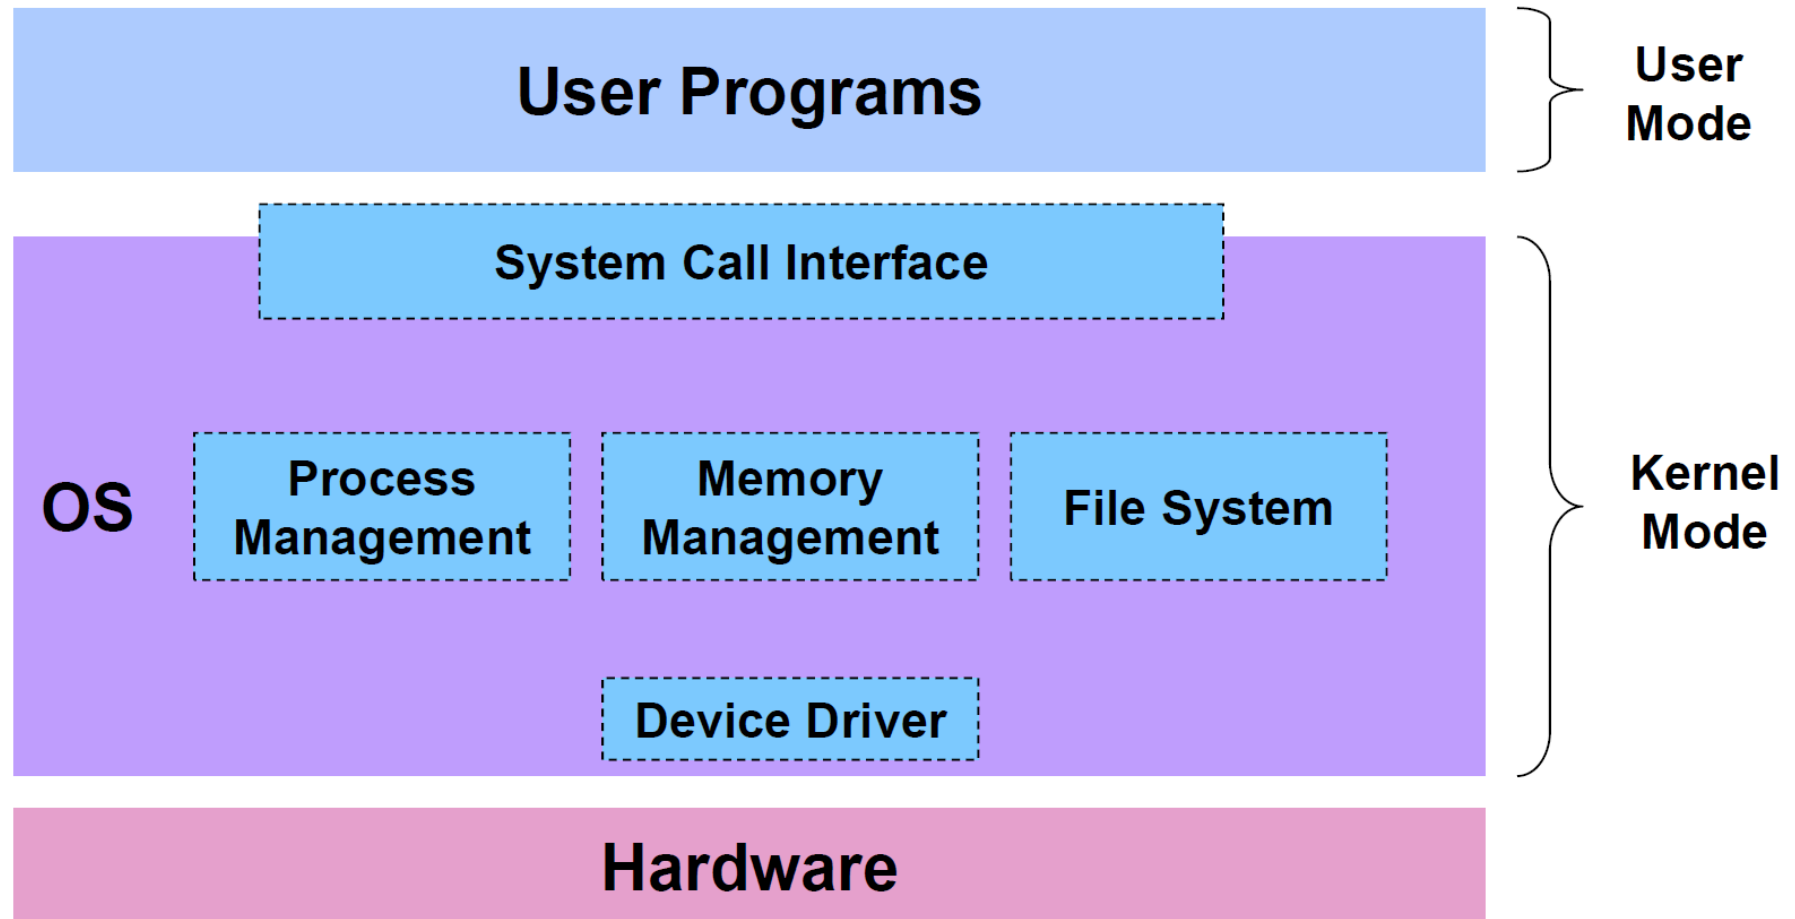 User Programs
User
Mode
System Call Interface
OS
Process
Management
Memory
Management
File System
Kernel
Mode
Device Driver
Hardware